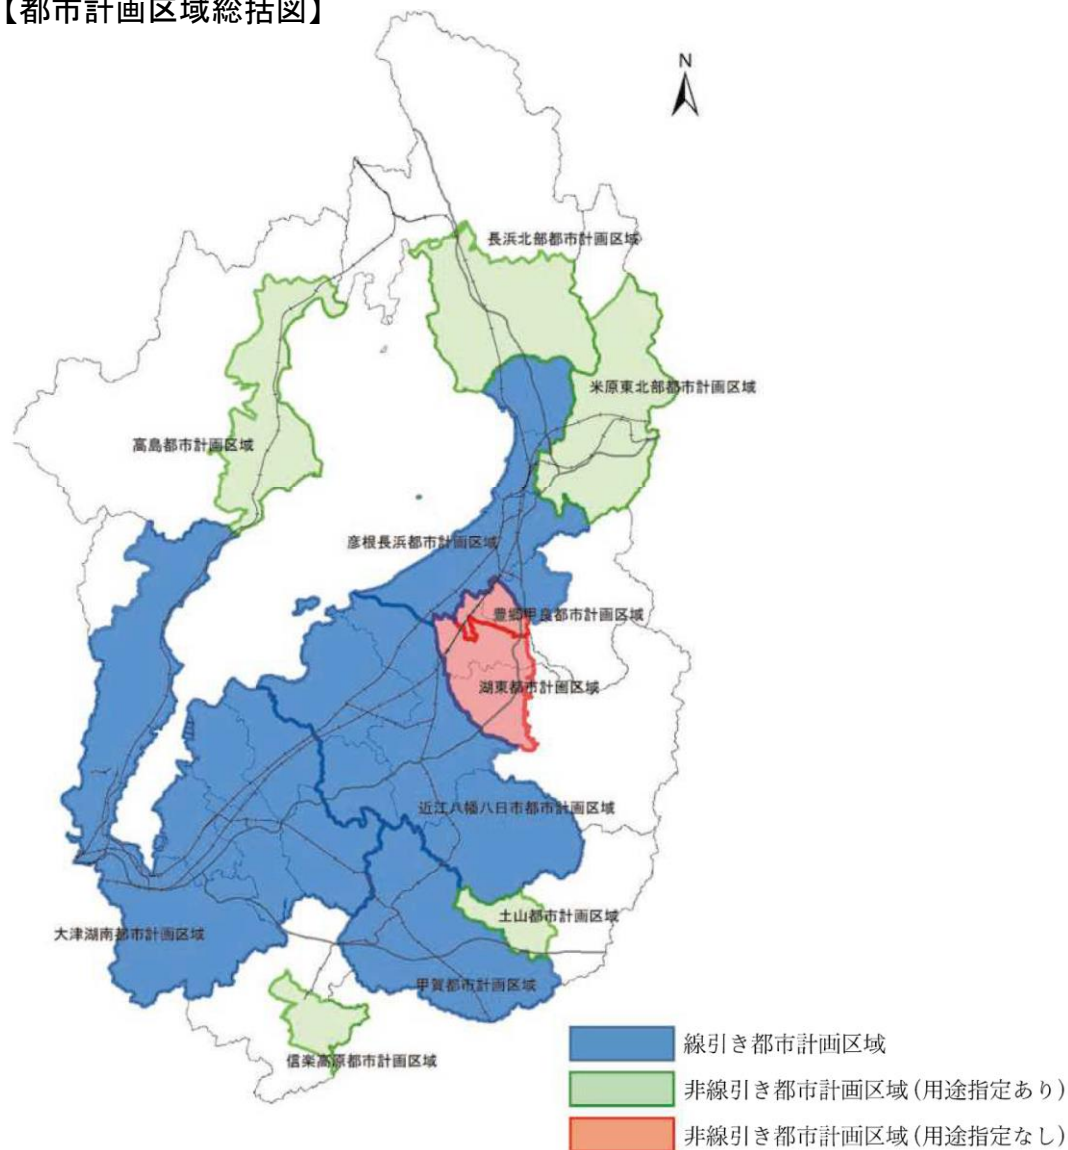 【都市計画区域総括図】
N
長浜北部都市計画区域
米原東北部都市計画区域
高島都市計画区域
彦根長浜都市計画区域
豊郷甲良都市計画区域
湖東都市計画区域
近江八幡八日市都市計画区域
土山都市計画区域
大津湖南都市計画区域
甲賀都市計画区域
信楽高原都市計画区域
線引き都市計画区域
非線引き都市計画区域(用途指定あり)
非線引き都市計画区域(用途指定なし)